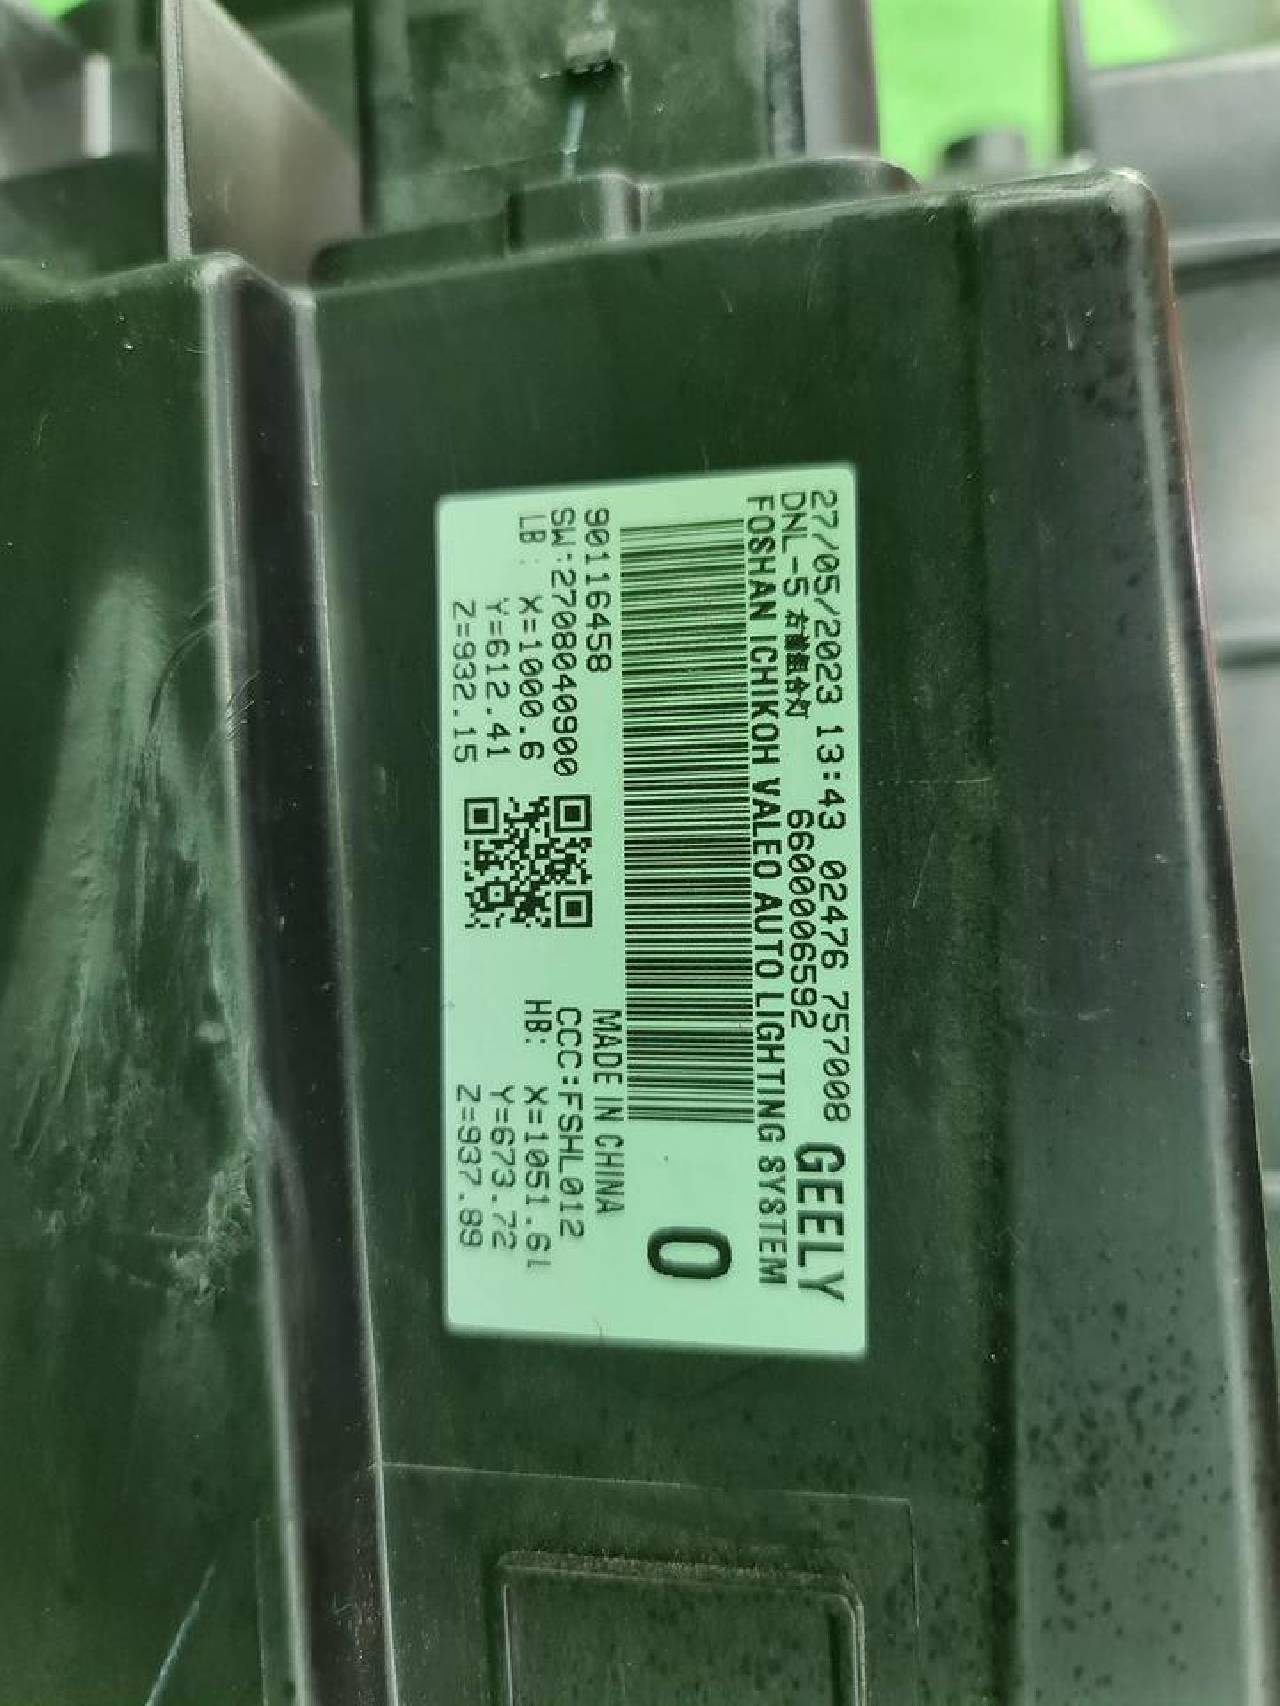 27/05/2023 13:43 02476 757008 GEELY
DNL-5 右前组合灯 6600006592
FOSHAN ICHIKOH VALEO AUTO LIGHTING SYSTEM
0
90116458 MADE IN CHINA
SW:2708040900 CCC:FSHL012
LB: X=1000.6 HB: X=1051.61
Y=612.41 Y=673.72
Z=932.15 Z=937.89